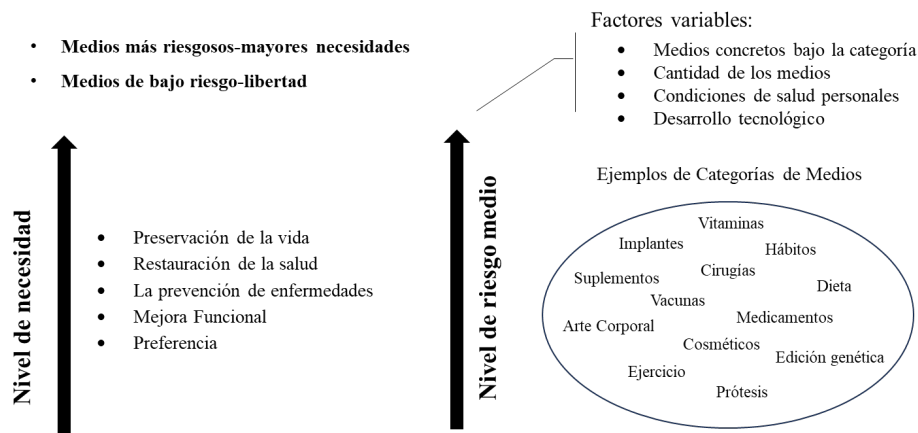 • Medios más riesgosos-mayores necesidades
• Medios de bajo riesgo-libertad
Factores variables:
• Medios concretos bajo la categoría
• Cantidad de los medios
• Condiciones de salud personales
• Desarrollo tecnológico
Nivel de necesidad
• Preservación de la vida
• Restauración de la salud
• La prevención de enfermedades
• Mejora Funcional
• Preferencia
Nivel de riesgo medio
Ejemplos de Categorías de Medios
Vitaminas
Implantes
Hábitos
Suplementos
Cirugías
Dieta
Vacunas
Arte Corporal
Medicamentos
Cosméticos
Edición genética
Ejercicio
Prótesis